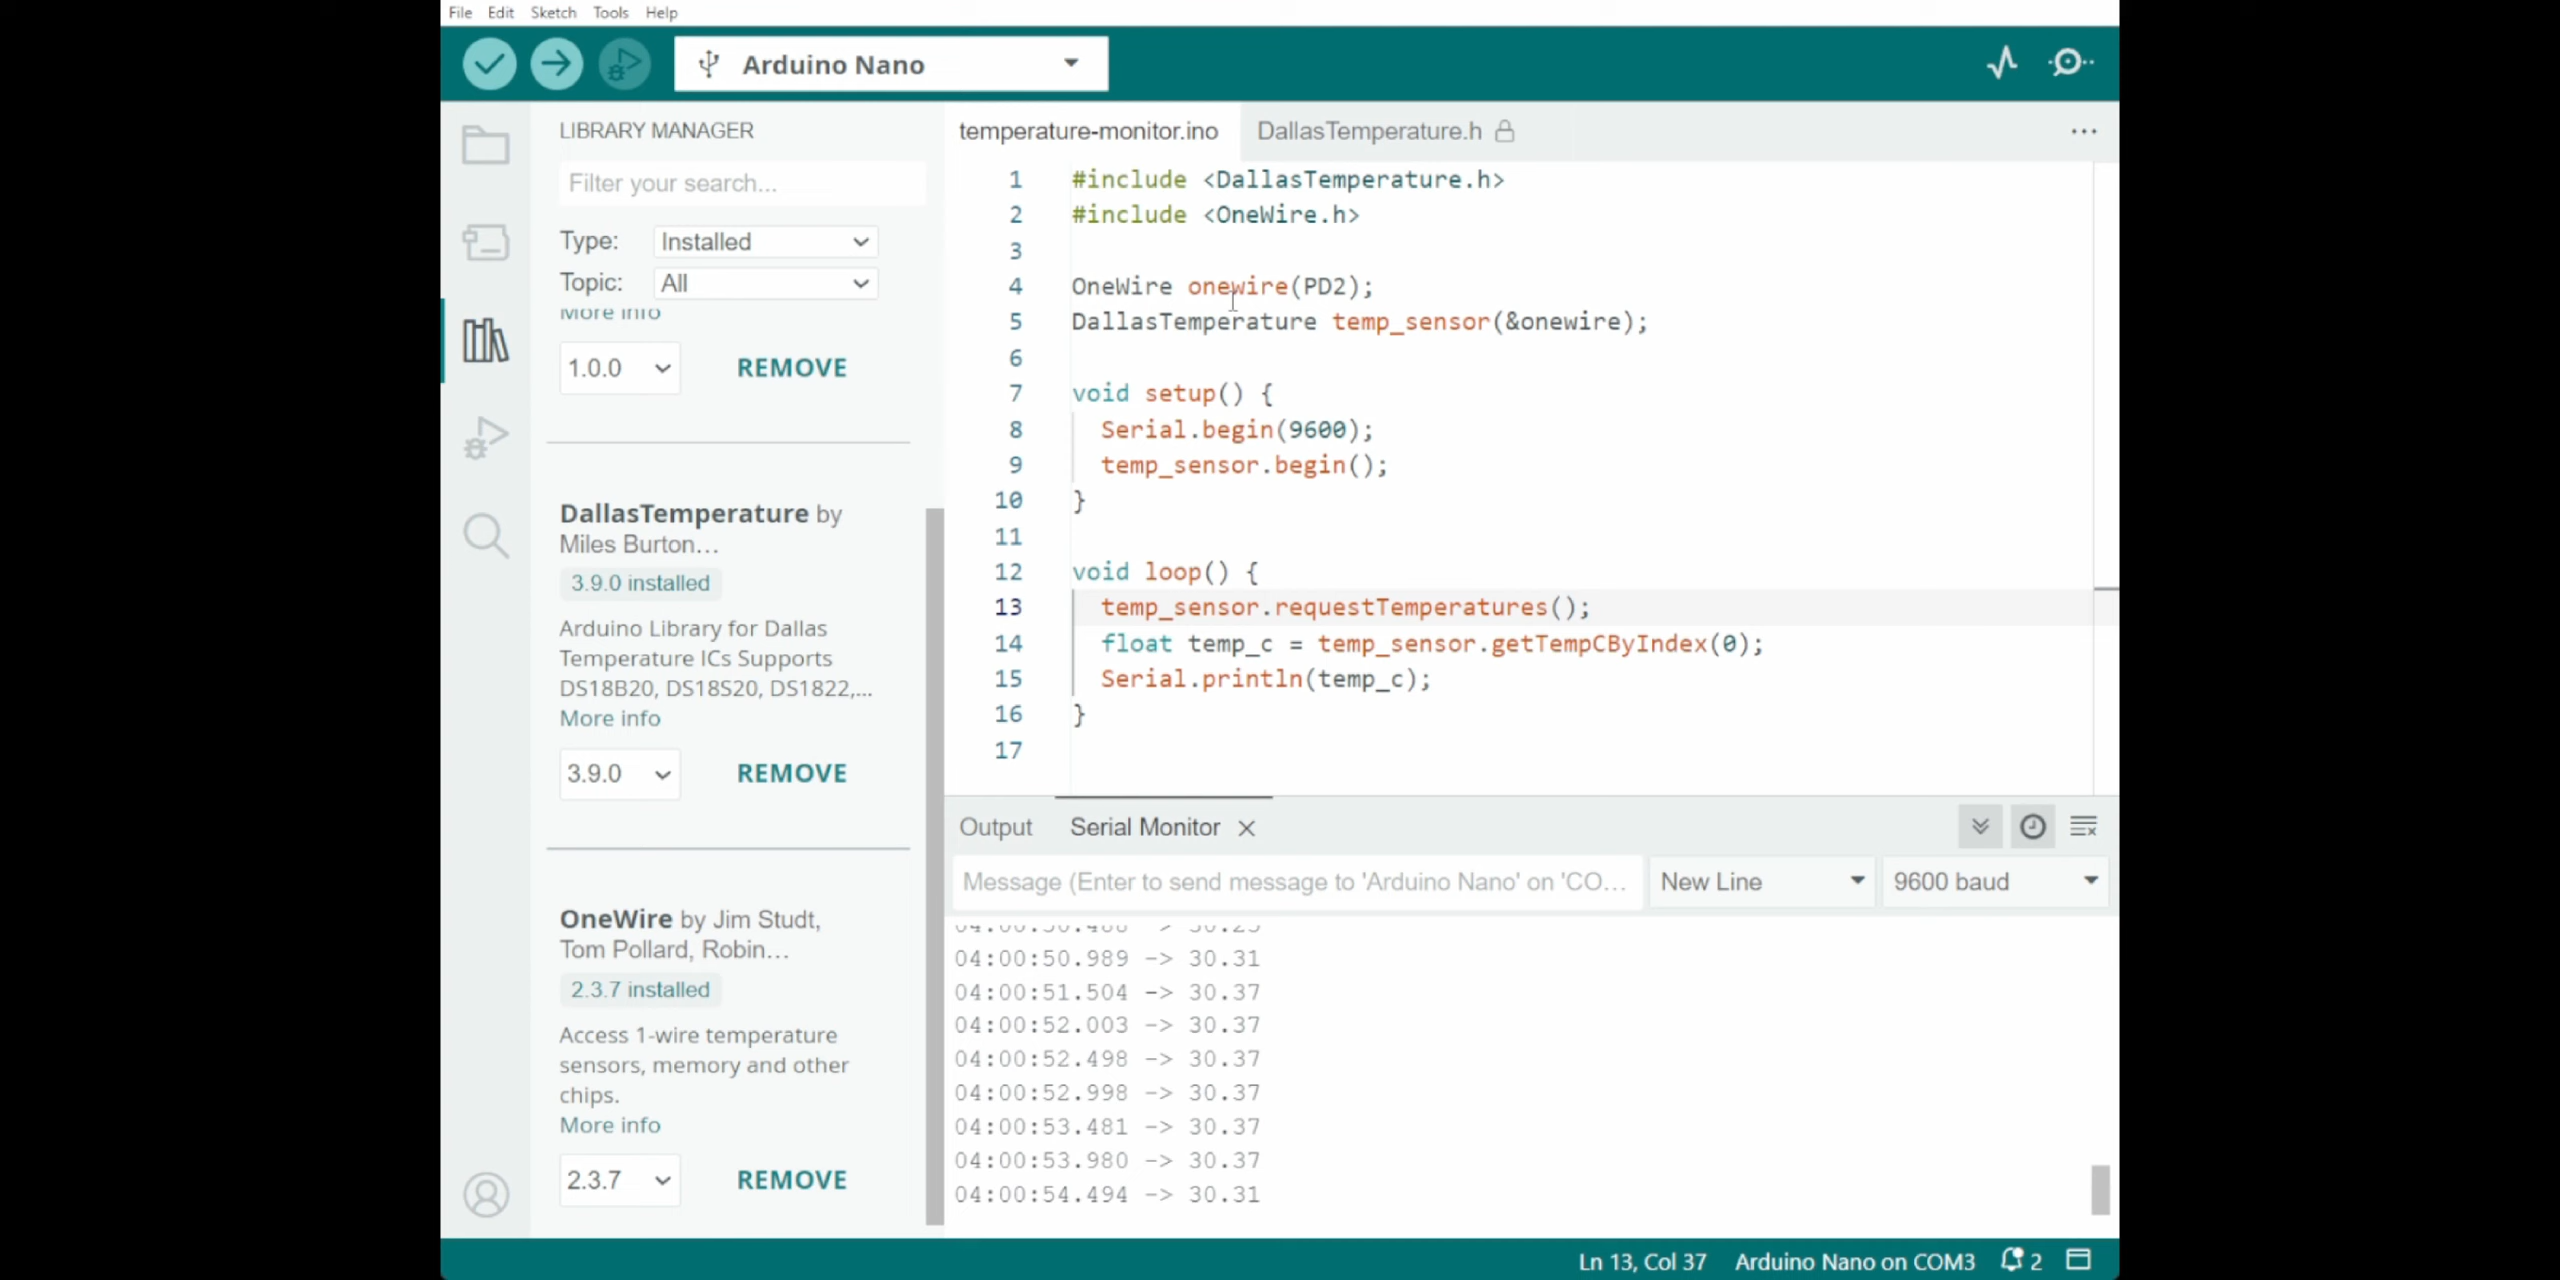 File Edit Sketch Tools Help
Arduino Nano
LIBRARY MANAGER
Filter your search...
Type: Installed
Topic: All
More info
1.0.0 REMOVE
DallasTemperature by
Miles Burton...
3.9.0 installed
Arduino Library for Dallas
Temperature ICs Supports
DS18B20, DS18S20, DS1822,...
More info
3.9.0 REMOVE
OneWire by Jim Studt,
Tom Pollard, Robin...
2.3.7 installed
Access 1-wire temperature
sensors, memory and other
chips.
More info
2.3.7 REMOVE
temperature-monitor.ino DallasTemperature.h
1 #include <DallasTemperature.h>
2 #include <OneWire.h>
3
4 OneWire onewire(PD2);
5 DallasTemperature temp_sensor(&onewire);
6
7 void setup() {
8 Serial.begin(9600);
9 temp_sensor.begin();
10 }
11
12 void loop() {
13 temp_sensor.requestTemperatures();
14 float temp_c = temp_sensor.getTempCByIndex(0);
15 Serial.println(temp_c);
16 }
17
Output Serial Monitor
Message (Enter to send message to 'Arduino Nano' on 'CO... New Line 9600 baud
04:00:50.989 -> 30.31
04:00:51.504 -> 30.37
04:00:52.003 -> 30.37
04:00:52.498 -> 30.37
04:00:52.998 -> 30.37
04:00:53.481 -> 30.37
04:00:53.980 -> 30.37
04:00:54.494 -> 30.31
Ln 13, Col 37 Arduino Nano on COM3 2